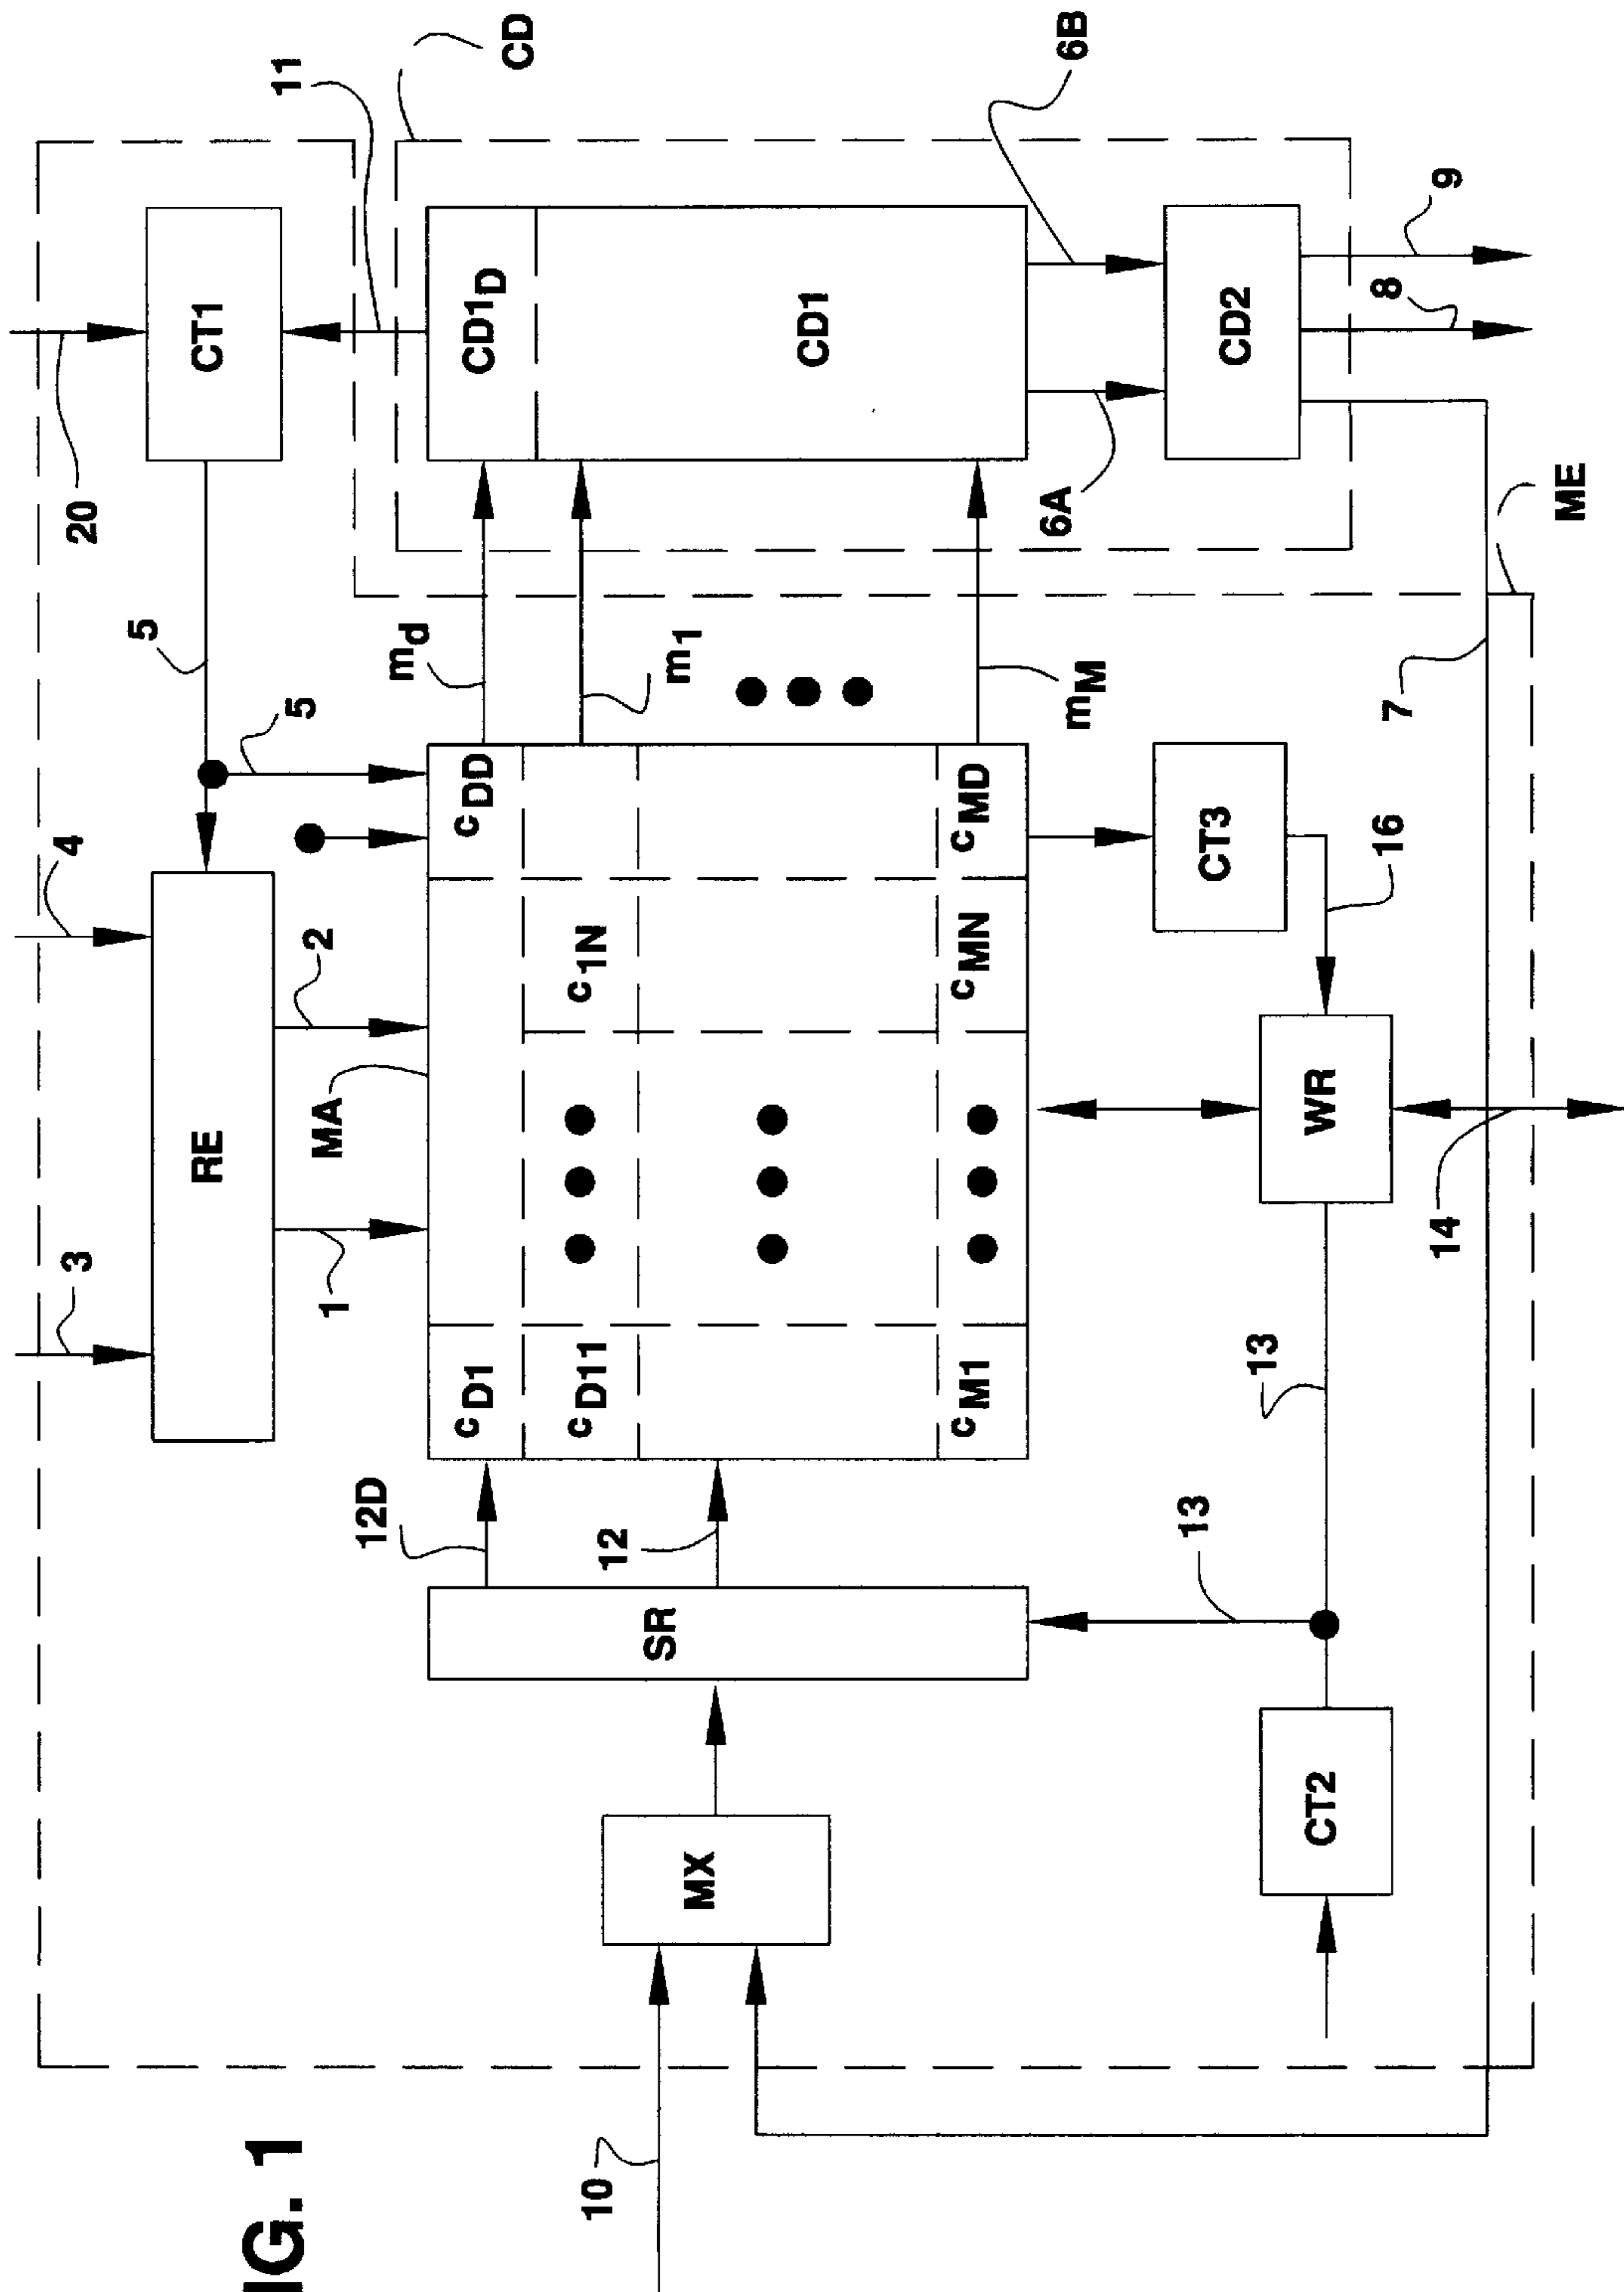 FIG. 1
20
CT1
11
CD
5
5
4
3
RE
2
1
MA
CD1D
CD1
6B
6A
CD2
9
8
md
m1
mM
ME
7
cDD
c1N
cMD
cMN
cD1
cD11
cM1
12D
12
SR
MX
10
CT3
16
WR
14
13
13
CT2